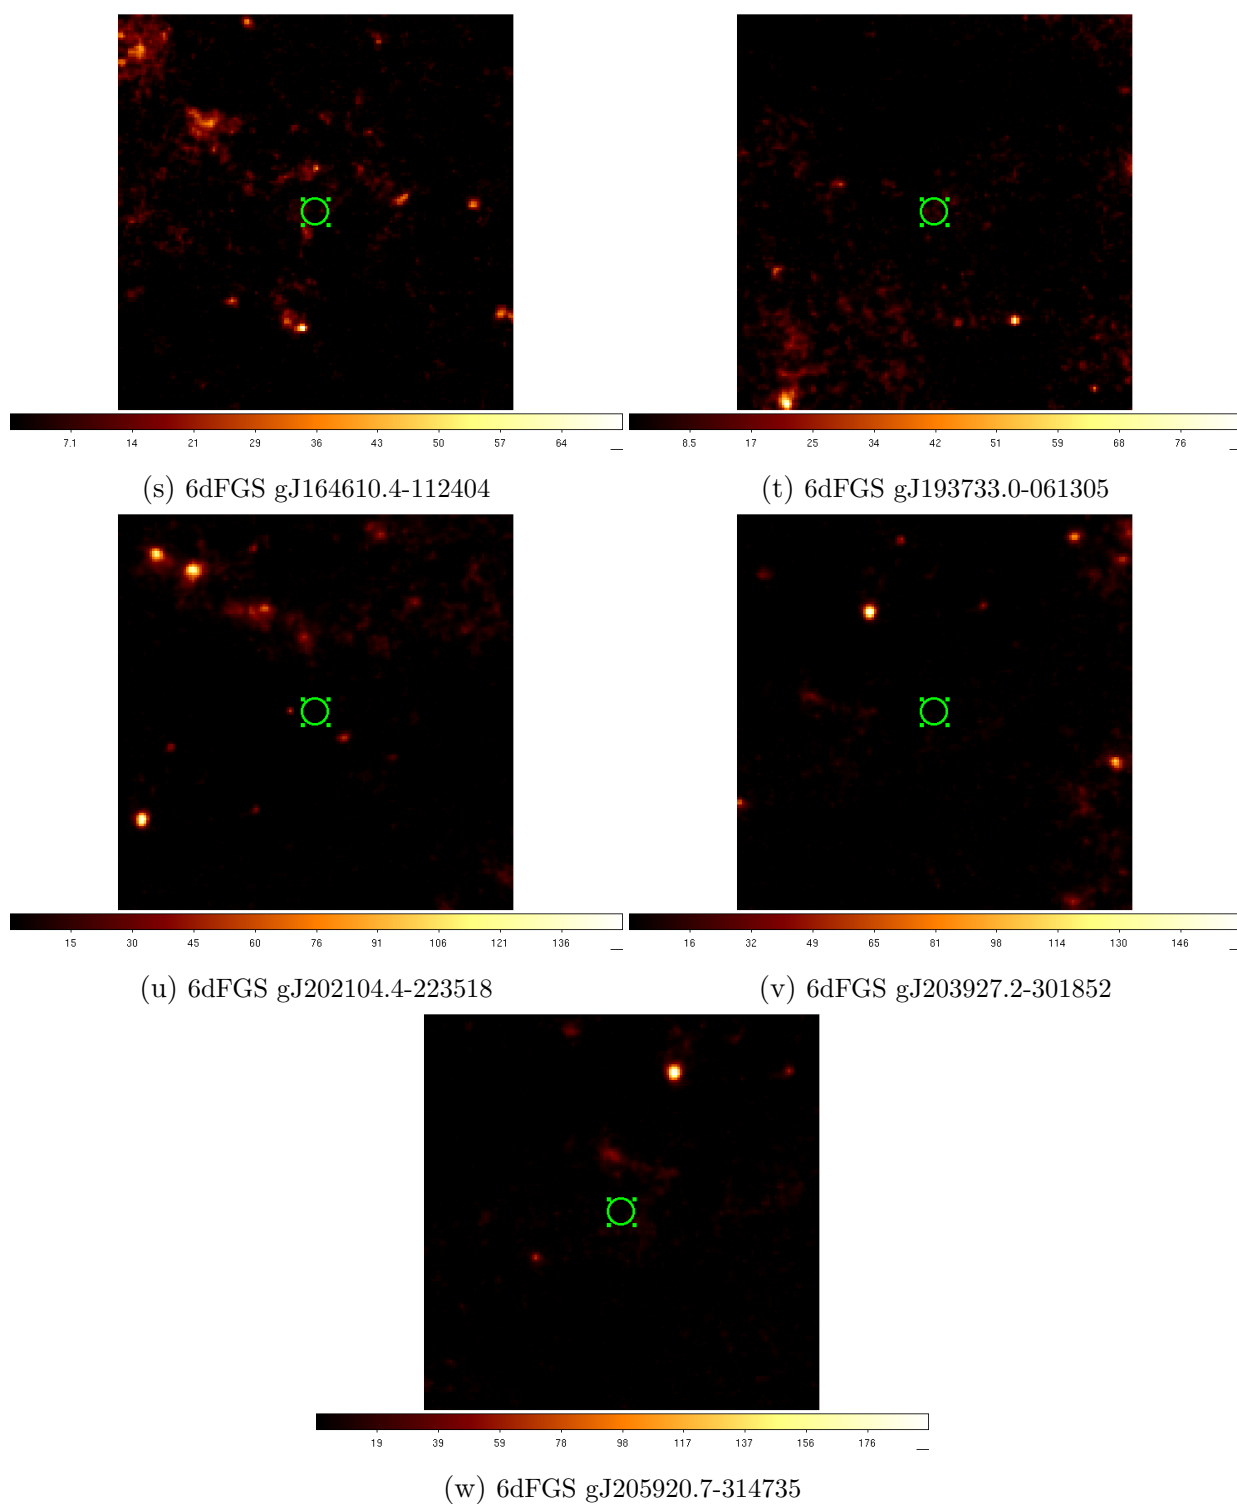 7.1 14 21 29 36 43 50 57 64
8.5 17 25 34 42 51 59 68 76
(s) 6dFGS gJ164610.4-112404
(t) 6dFGS gJ193733.0-061305
15 30 45 60 76 91 106 121 136
16 32 49 65 81 98 114 130 146
(u) 6dFGS gJ202104.4-223518
(v) 6dFGS gJ203927.2-301852
19 39 59 78 98 117 137 156 176
(w) 6dFGS gJ205920.7-314735